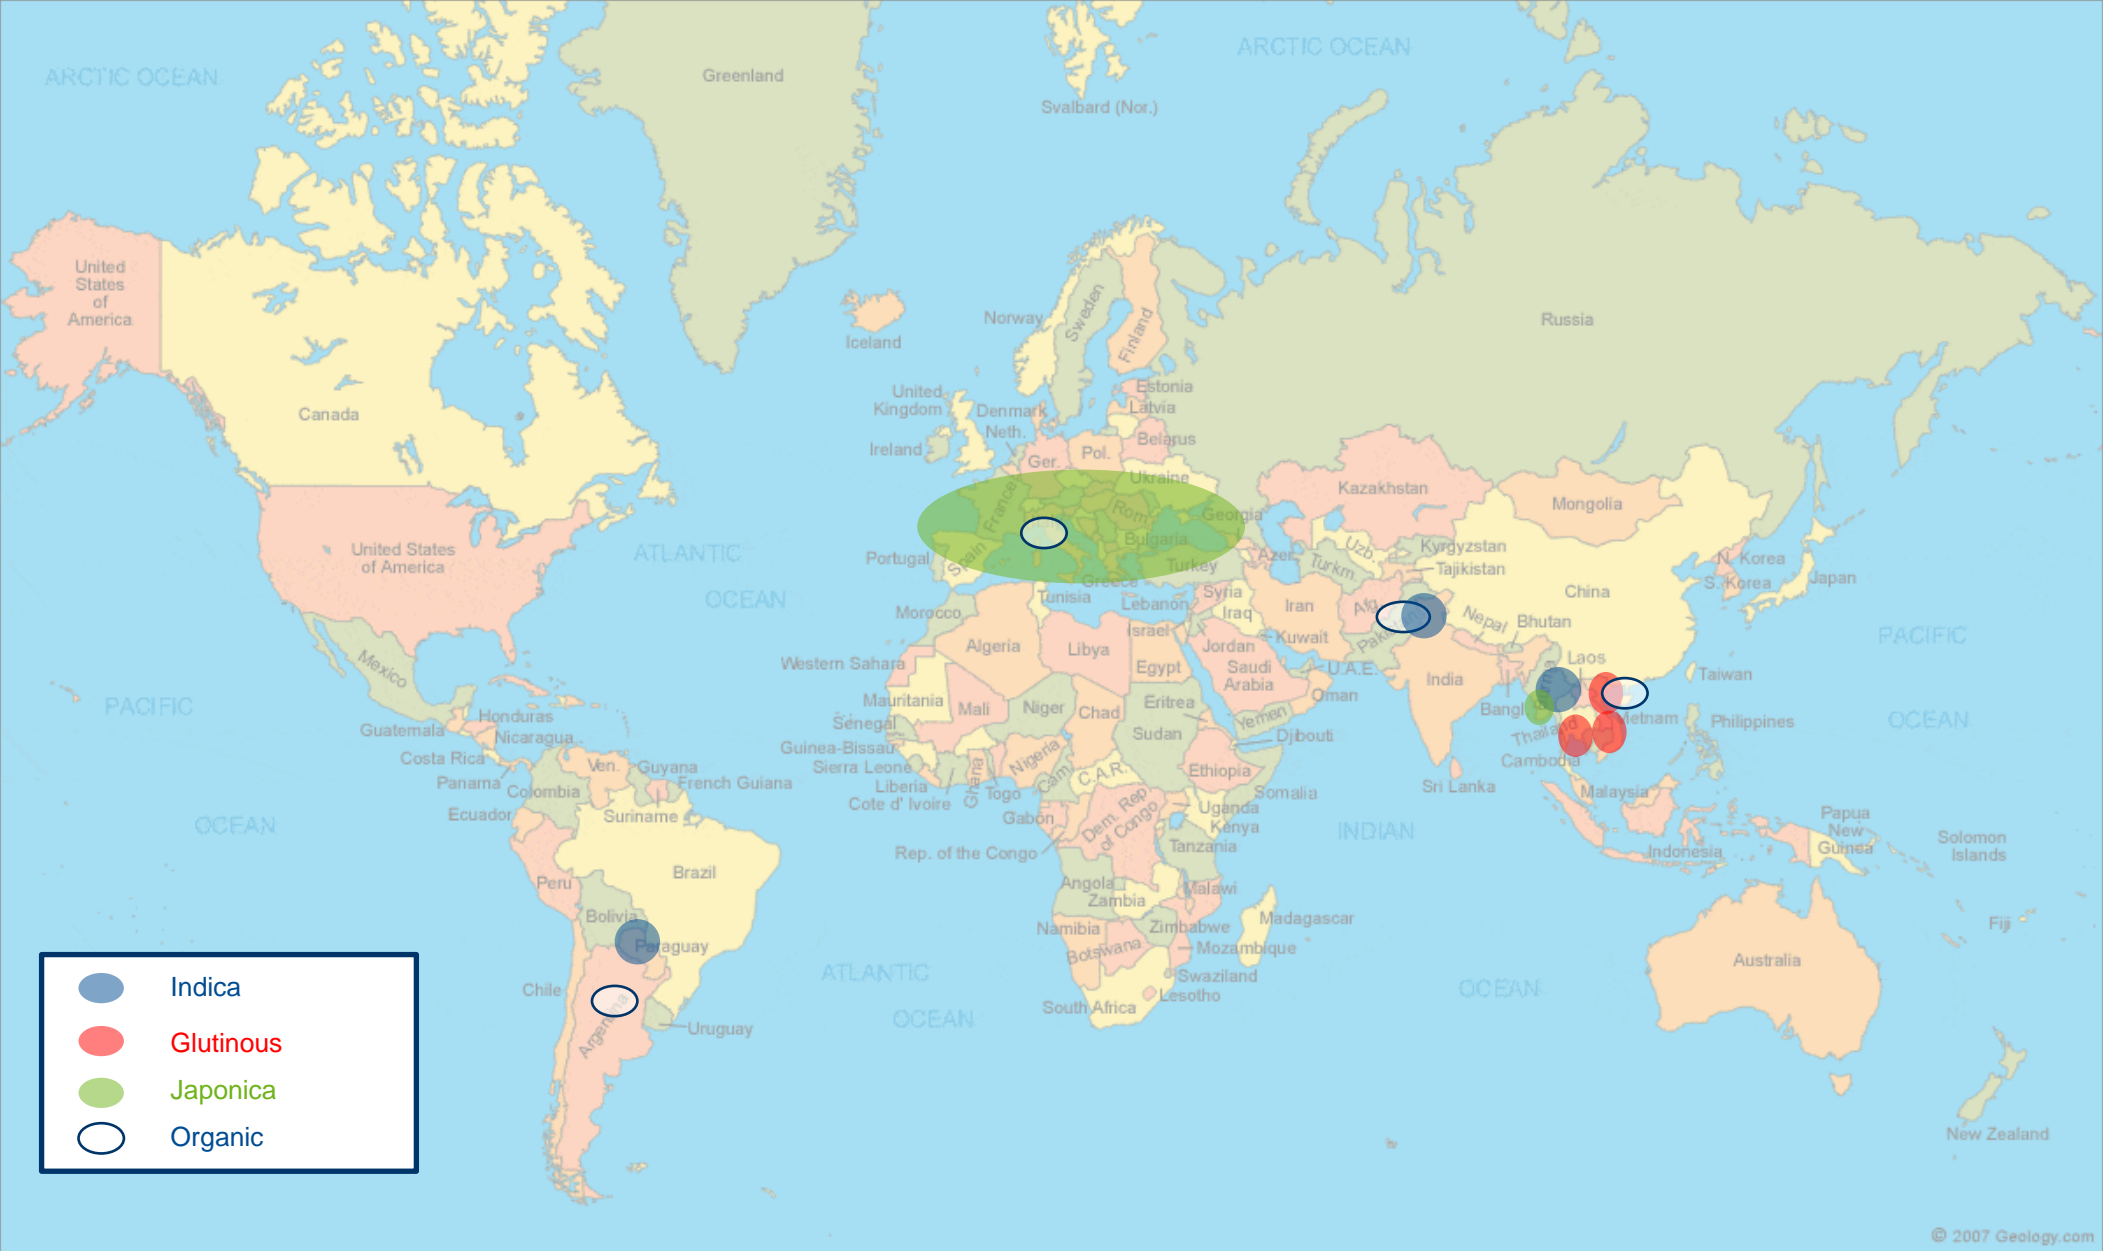 ARCTIC OCEAN
ARCTIC OCEAN
Greenland
Svalbard (Nor.)
United
States
of
America
Canada
Iceland
Norway
Sweden
Finland
Russia
Estonia
Latvia
Belarus
United
Kingdom
Denmark
Neth.
Ireland
Ger.
Pol.
Ukraine
France
Rom.
Bulgaria
Georgia
Kazakhstan
Mongolia
United States
of America
ATLANTIC
OCEAN
Portugal
Spain
Greece
Turkey
Azer.
Uzb.
Turkm.
Kyrgyzstan
Tajikistan
China
N. Korea
S. Korea
Japan
Morocco
Tunisia
Lebanon
Syria
Iraq
Iran
Afg.
Israel
Kuwait
Jordan
Nepal
Bhutan
PACIFIC
OCEAN
Mexico
Western Sahara
Algeria
Libya
Egypt
Saudi
Arabia
U.A.E.
Oman
India
Laos
Taiwan
PACIFIC
OCEAN
Mauritania
Mali
Niger
Chad
Eritrea
Sudan
Yemen
Djibouti
Bangl
Thailand
Vietnam
Cambodia
Philippines
Guatemala
Honduras
Nicaragua
Costa Rica
Panama
Senegal
Guinea-Bissau
Sierra Leone
Liberia
Cote d' Ivoire
Ghana
Togo
Nigeria
Cam.
C.A.R.
Ethiopia
Somalia
Sri Lanka
Malaysia
Ven.
Guyana
French Guiana
Colombia
Suriname
Ecuador
Gabon
Rep. of the Congo
Dem. Rep.
of Congo
Uganda
Kenya
Tanzania
INDIAN
OCEAN
Indonesia
Papua
New
Guinea
Solomon
Islands
Peru
Brazil
Bolivia
Paraguay
Chile
Argentina
Uruguay
ATLANTIC
OCEAN
Angola
Zambia
Malawi
Namibia
Botswana
Zimbabwe
Mozambique
Madagascar
Swaziland
Lesotho
South Africa
Australia
Fiji
New Zealand
Indica
Glutinous
Japonica
Organic
© 2007 Geology.com